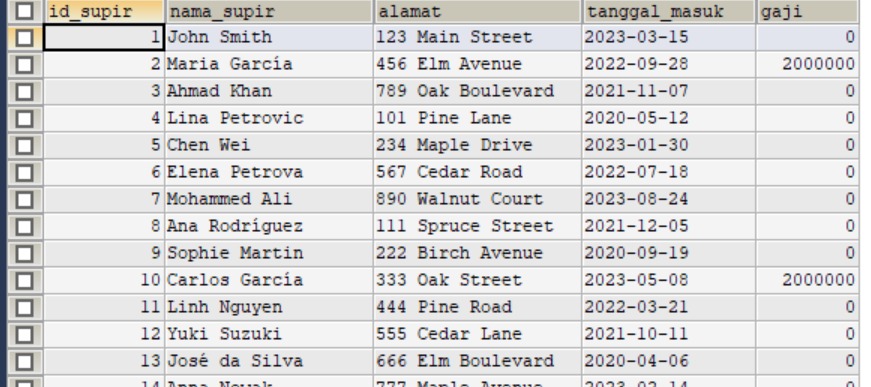 id_supir nama_supir alamat tanggal_masuk gaji
1 John Smith 123 Main Street 2023-03-15 0
2 Maria García 456 Elm Avenue 2022-09-28 2000000
3 Ahmad Khan 789 Oak Boulevard 2021-11-07 0
4 Lina Petrovic 101 Pine Lane 2020-05-12 0
5 Chen Wei 234 Maple Drive 2023-01-30 0
6 Elena Petrova 567 Cedar Road 2022-07-18 0
7 Mohammed Ali 890 Walnut Court 2023-08-24 0
8 Ana Rodríguez 111 Spruce Street 2021-12-05 0
9 Sophie Martin 222 Birch Avenue 2020-09-19 0
10 Carlos García 333 Oak Street 2023-05-08 2000000
11 Linh Nguyen 444 Pine Road 2022-03-21 0
12 Yuki Suzuki 555 Cedar Lane 2021-10-11 0
13 José da Silva 666 Elm Boulevard 2020-04-06 0
14 777 Maple Avenue 2023-02-14 0